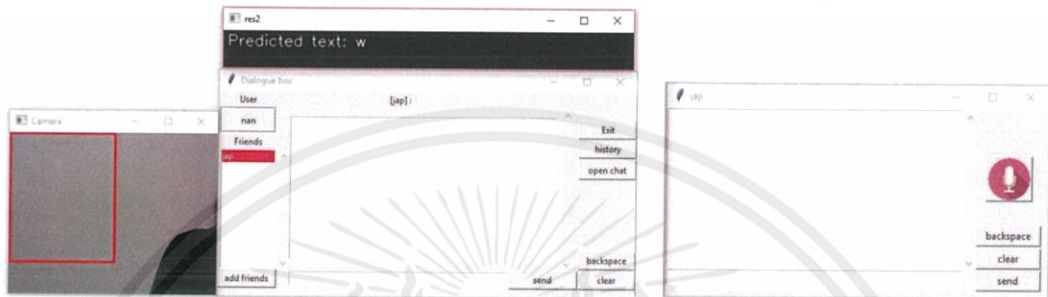 res2
Predicted text: w
Dialogue box
User
[jap] :
nan
Friends
jap
Exit
history
open chat
add friends
backspace
send
clear
Camera
jap
backspace
clear
send